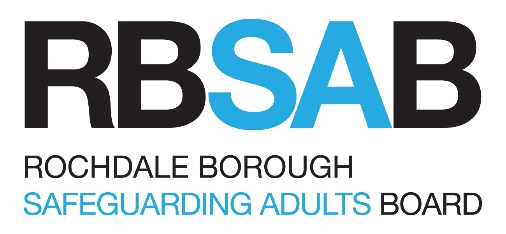 RBSAB
ROCHDALE BOROUGH
SAFEGUARDING ADULTS BOARD